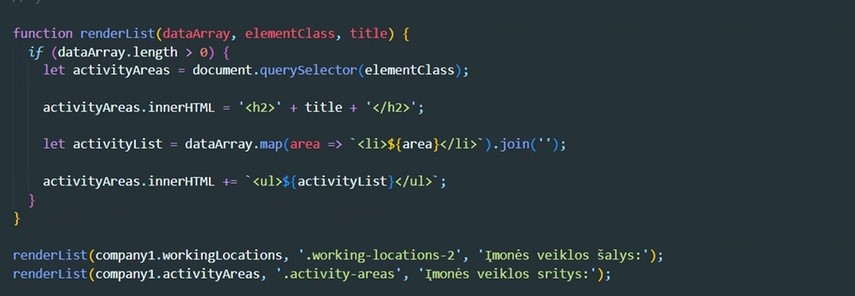 function renderList(dataArray, elementClass, title) {
if (dataArray.length > 0) {
let activityAreas = document.querySelector(elementClass);
activityAreas.innerHTML = '<h2>' + title + '</h2>';
let activityList = dataArray.map(area => `<li>${area}</li>`).join('');
activityAreas.innerHTML += `<ul>${activityList}</ul>`;
}
}
renderList(company1.workingLocations, '.working-locations-2', 'Įmonės veiklos šalys:');
renderList(company1.activityAreas, '.activity-areas', 'Įmonės veiklos sritys:');